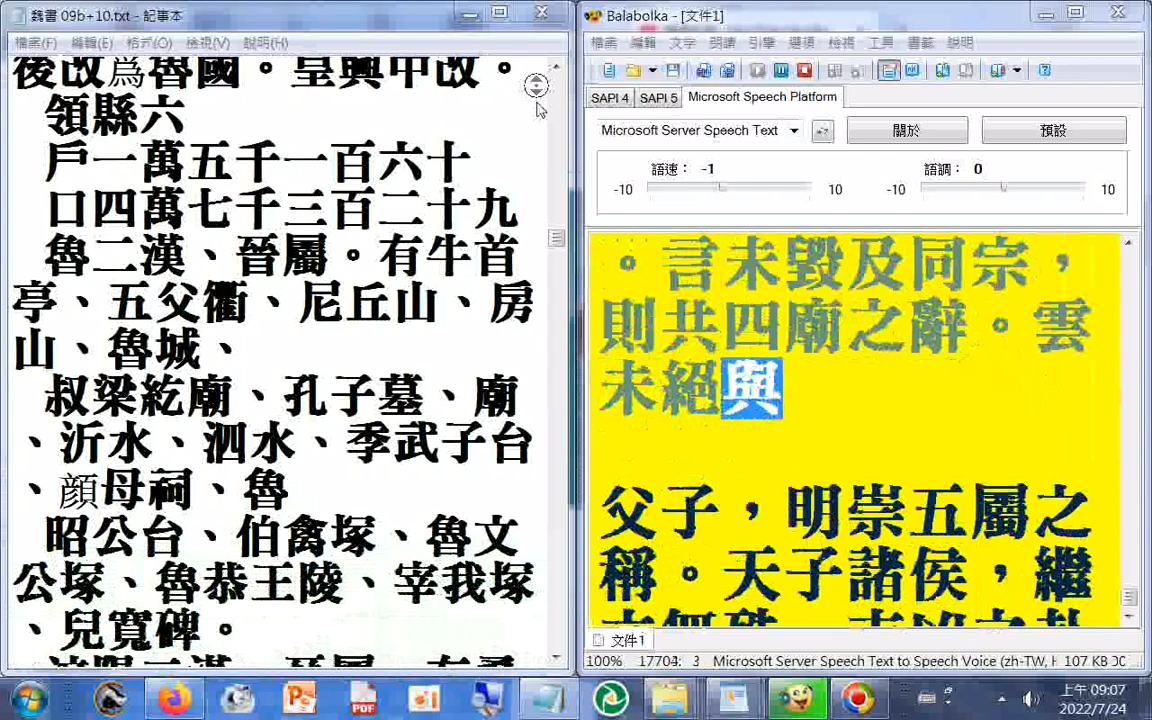 魏書 09b+10.txt - 記事本
檔案(F) 編輯(E) 格式(O) 檢視(V) 說明(H)
後改爲魯國。皇興中改。
領縣六
戶一萬五千一百六十
口四萬七千三百二十九
魯二漢、晉屬。有牛首
亭、五父衢、尼丘山、房
山、魯城、
叔梁紇廟、孔子墓、廟
、沂水、泗水、季武子台
、顔母祠、魯
昭公台、伯禽塚、魯文
公塚、魯恭王陵、宰我塚
、兒寬碑。
Balabolka - [文件1]
檔案 編輯 文字 朗讀 引擎 選項 檢視 工具 書籤 說明
SAPI 4 SAPI 5 Microsoft Speech Platform
Microsoft Server Speech Text
關於
預設
語速： -1
-10 10
語調： 0
-10 10
。言未毀及同宗，
則共四廟之辭。雲
未絕與
父子，明崇五屬之
稱。天子諸侯，繼
文件1
100% 17704: 3 Microsoft Server Speech Text to Speech Voice (zh-TW, H 107 KB
上午 09:07
2022/7/24